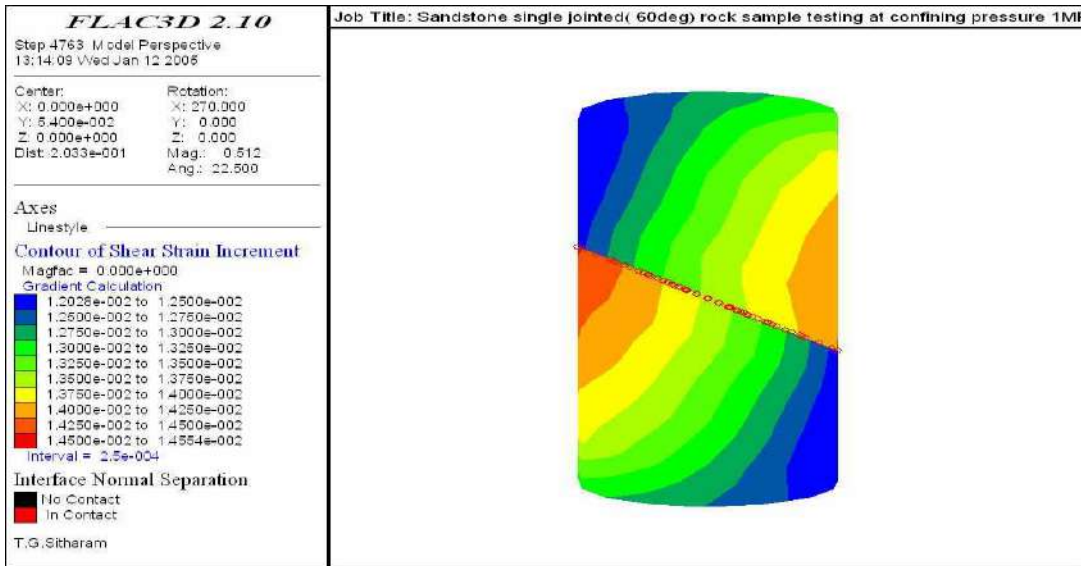 FLAC3D 2.10
Step 4763 Model Perspective
13:14:09 Wed Jan 12 2005
Center:
X: 0.000e+000
Y: 5.400e-002
Z: 0.000e+000
Dist: 2.033e-001
Rotation:
X: 270.000
Y: 0.000
Z: 0.000
Mag.: 0.512
Ang.: 22.500
Axes
Linestyle
Contour of Shear Strain Increment
Magfac = 0.000e+000
Gradient Calculation
1.2028e-002 to 1.2500e-002
1.2500e-002 to 1.2750e-002
1.2750e-002 to 1.3000e-002
1.3000e-002 to 1.3250e-002
1.3250e-002 to 1.3500e-002
1.3500e-002 to 1.3750e-002
1.3750e-002 to 1.4000e-002
1.4000e-002 to 1.4250e-002
1.4250e-002 to 1.4500e-002
1.4500e-002 to 1.4554e-002
Interval = 2.5e-004
Interface Normal Separation
No Contact
In Contact
T.G.Sitharam
Job Title: Sandstone single jointed( 60deg) rock sample testing at confining pressure 1MP